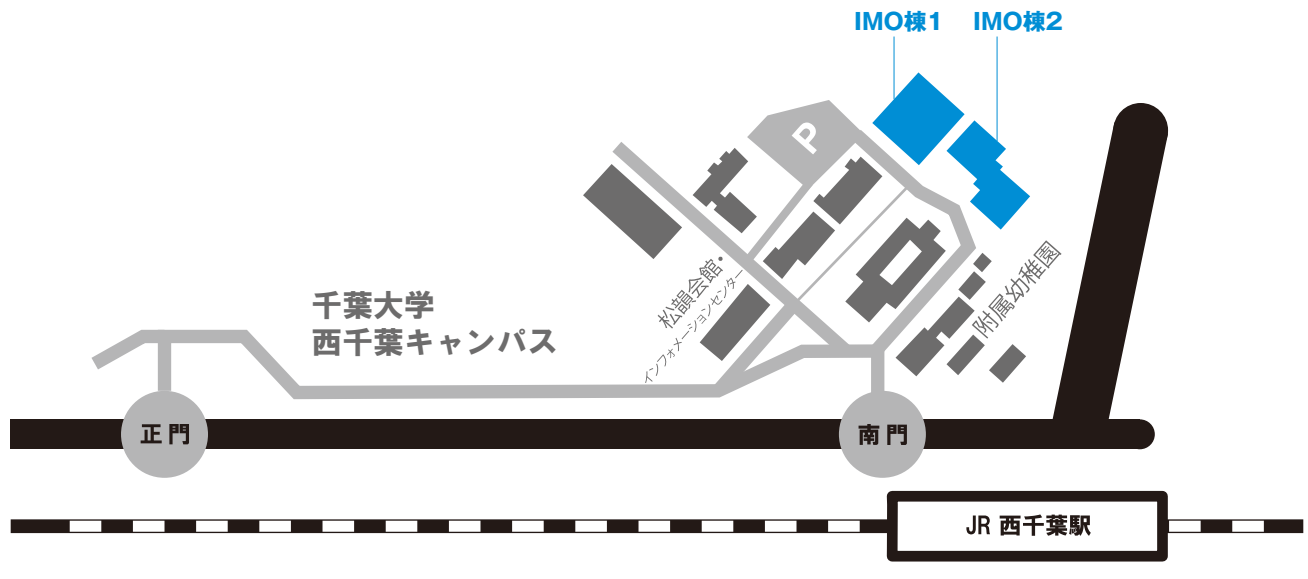 IMO棟1
IMO棟2
P
松韻会館・
インフォメーションセンター
附属幼稚園
千葉大学
西千葉キャンパス
正門
南門
JR 西千葉駅